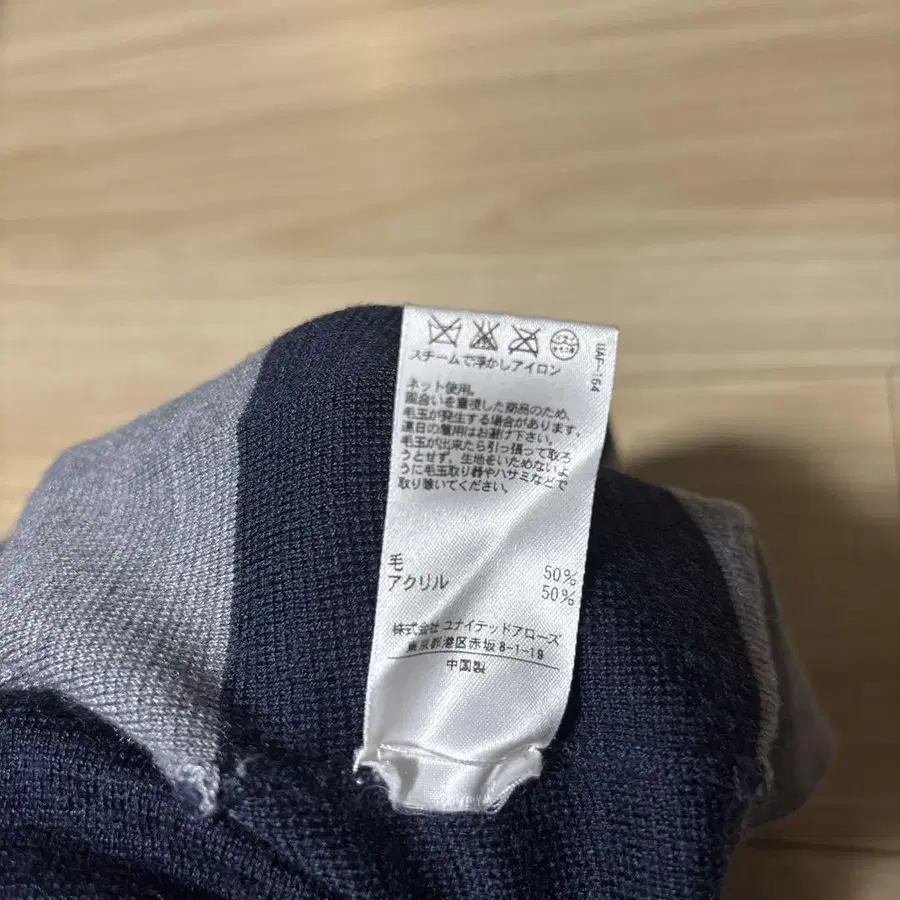 スチームで浮かしアイロン
ネット使用。
風合いを重視した商品のため、
毛玉が発生する場合があります。
連日の着用はお避け下さい。
毛玉が出来たら引っ張って取ろ
うとせず、生地をいためないよ
うに毛玉取り器やハサミなどで
取り除いてください。
毛 50%
アクリル 50%
株式会社 ユナイテッドアローズ
東京都港区赤坂8-1-19
中国製
UAF-164